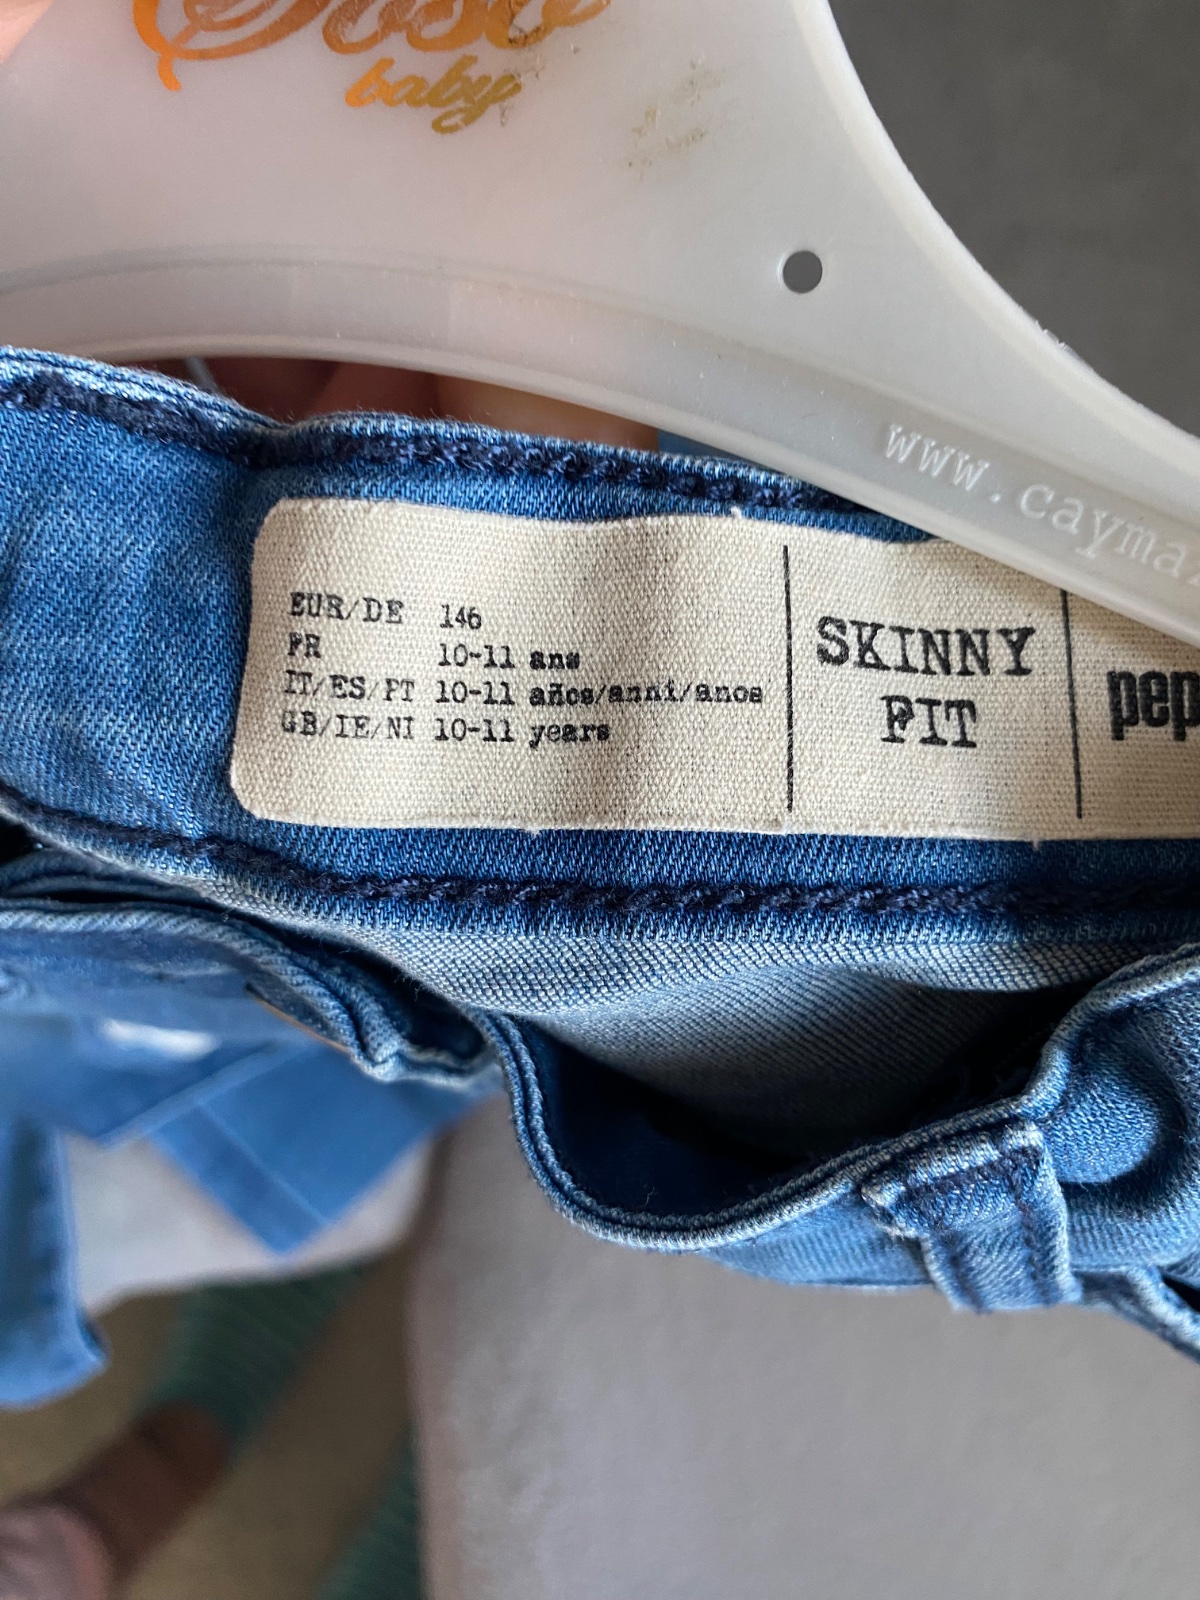 baby
www.cayma
EUR/DE 146
FR 10-11 ans
IT/ES/PT 10-11 años/anni/anos
GB/IE/NI 10-11 years
SKINNY
FIT
pep